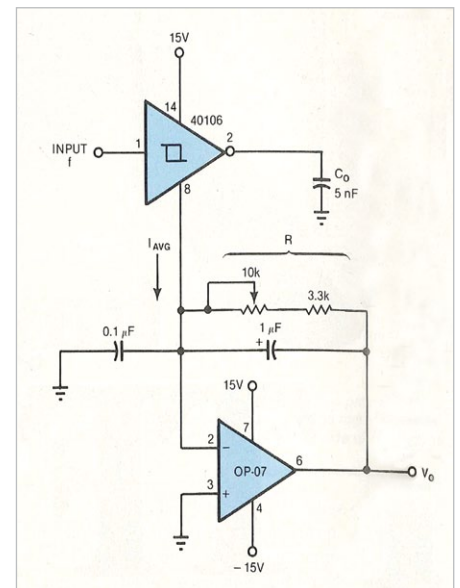 15V
14
40106
INPUT
f
1
2
8
C₀
5 nF
I AVG
R
10k
3.3k
0.1 µF
1 µF
+
15V
7
2
−
OP-07
6
3
+
4
V₀
− 15V